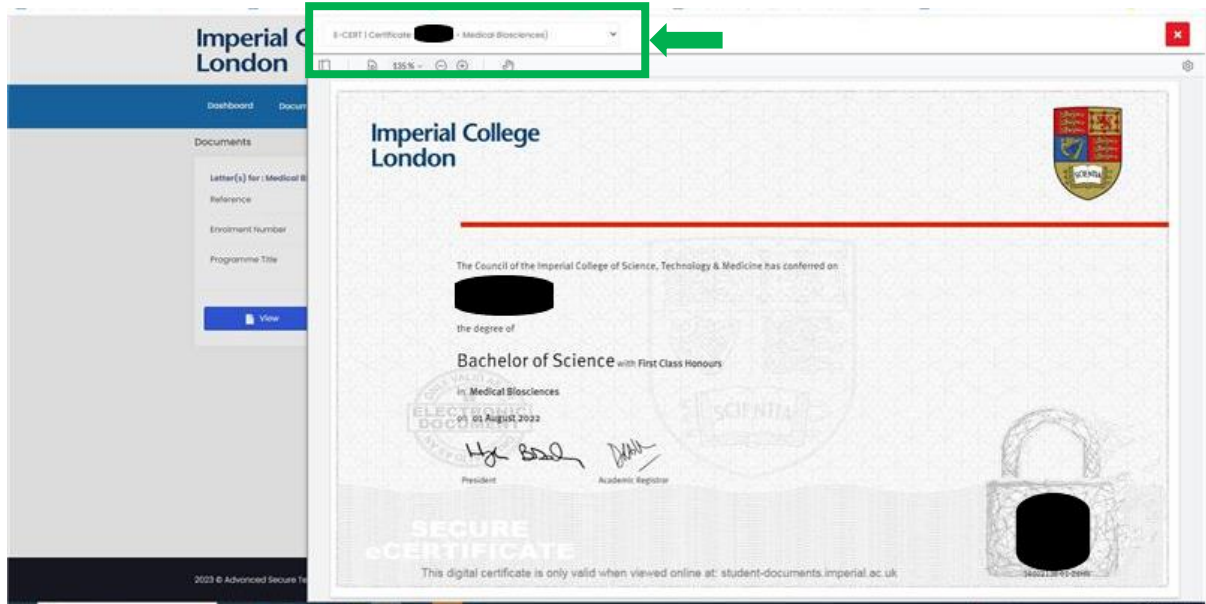 Imperial C
London
E-CERT | Certificate - Medical Biosciences)
135%
Dashboard
Docum
Documents
Letter(s) for : Medical B
Reference
Enrolment Number
Programme Title
View
2023 © Advanced Secure Te
Imperial College
London
SCIENTIA
The Council of the Imperial College of Science, Technology & Medicine has conferred on
the degree of
Bachelor of Science with First Class Honours
in Medical Biosciences
on 01 August 2022
ELECTRONIC
DOCUMENT
SCIENTIA
President
Academic Registrar
SECURE
eCERTIFICATE
This digital certificate is only valid when viewed online at: student-documents.imperial.ac.uk